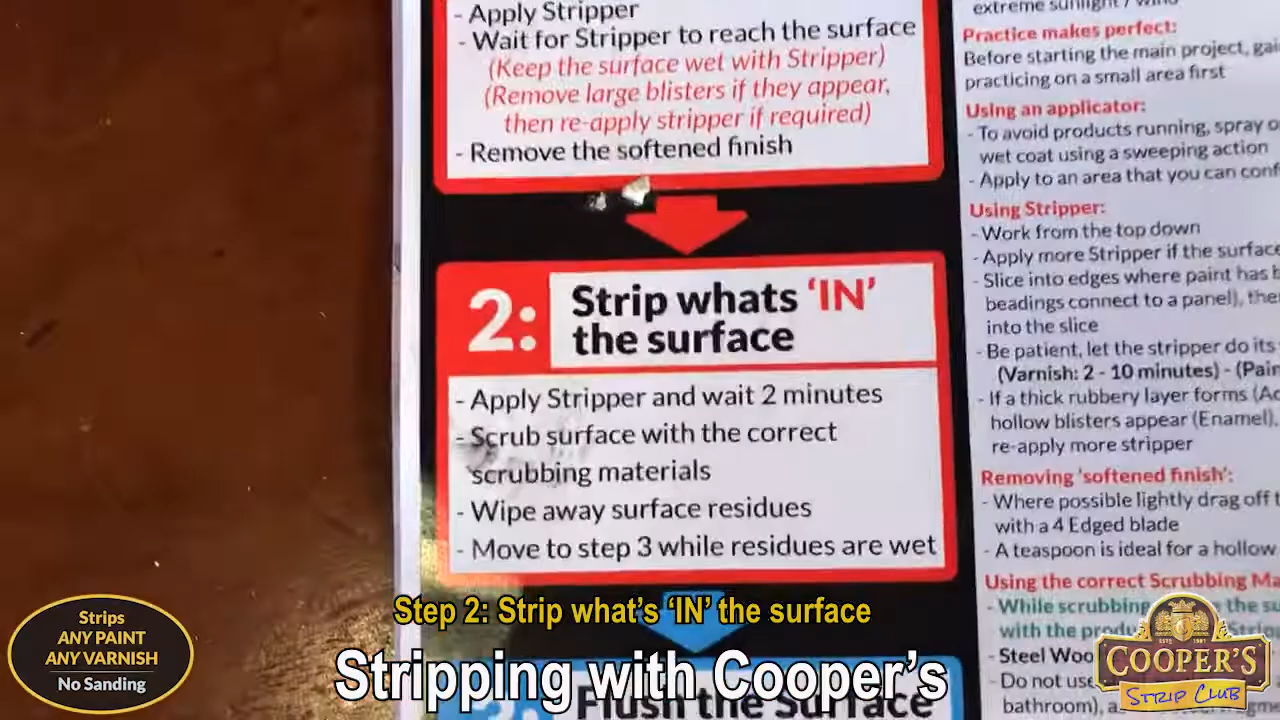 - Apply Stripper
- Wait for Stripper to reach the surface
(Keep the surface wet with Stripper)
(Remove large blisters if they appear,
then re-apply stripper if required)
- Remove the softened finish
2:
Strip whats ‘IN’
the surface
- Apply Stripper and wait 2 minutes
- Scrub surface with the correct
scrubbing materials
- Wipe away surface residues
- Move to step 3 while residues are wet
Flush the Surface
extreme sunlight / wind
Practice makes perfect:
Before starting the main project,
practicing on a small area first
Using an applicator:
- To avoid products running, spray
wet coat using a sweeping action
- Apply to an area that you can
Using Stripper:
- Work from the top down
- Apply more Stripper if the surface
- Slice into edges where paint has
beadings connect to a panel),
into the slice
- Be patient, let the stripper do its
(Varnish: 2 - 10 minutes) -
- If a thick rubbery layer forms
hollow blisters appear (Enamel),
re-apply more stripper
Removing ‘softened finish’:
- Where possible lightly drag off
with a 4 Edged blade
- A teaspoon is ideal for a hollow
Using the correct Scrubbing
- While scrubbing
with the
- Steel
- Do not use
bathroom),
Step 2: Strip what’s ‘IN’ the surface
Stripping with Cooper’s
Strips
ANY PAINT
ANY VARNISH
No Sanding
COOPER’S
STRIP CLUB